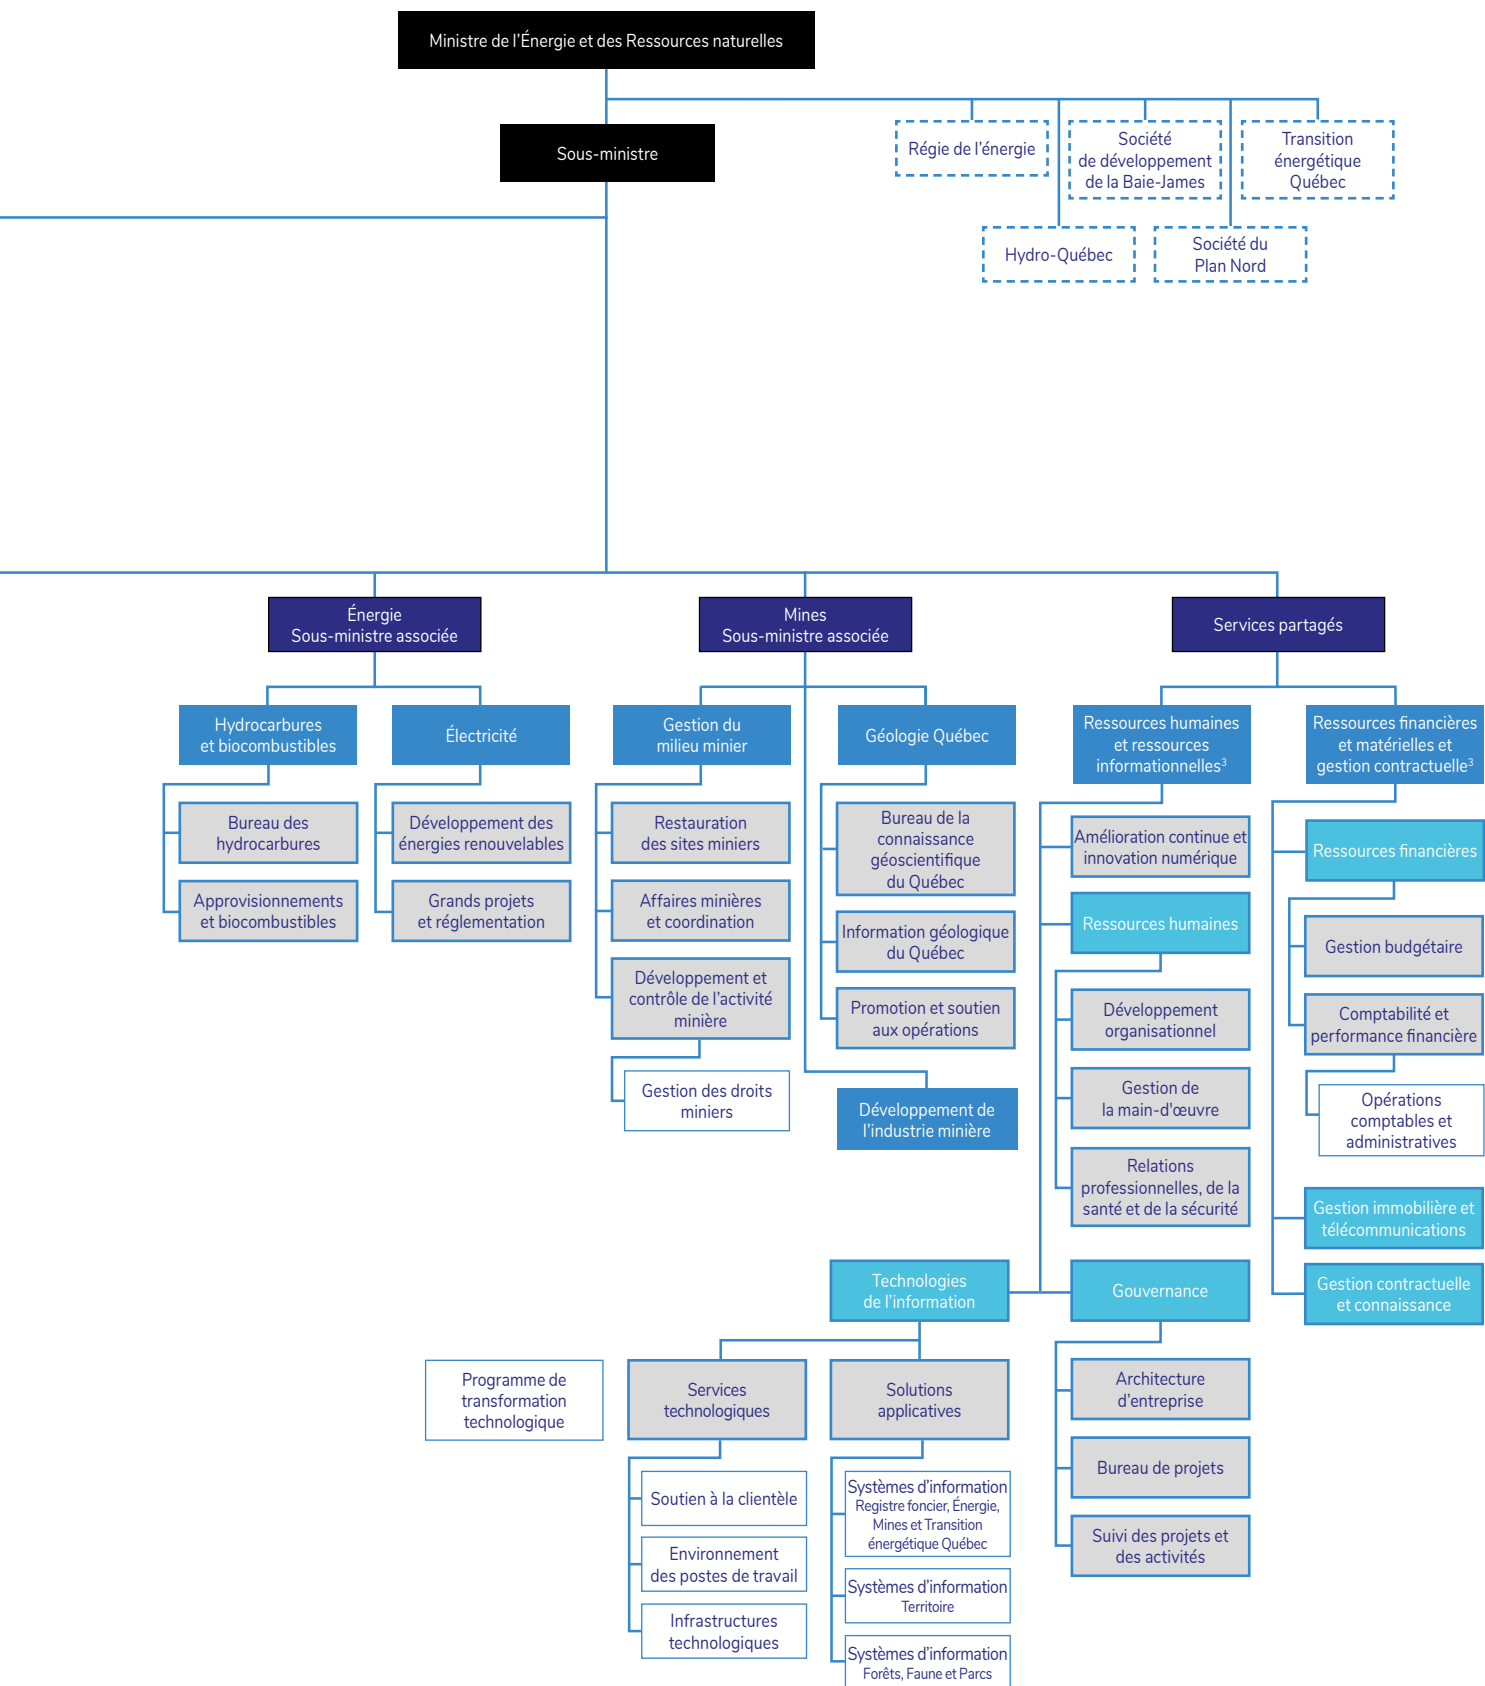 Ministre de l’Énergie et des Ressources naturelles
Sous-ministre
Régie de l’énergie
Société
de développement
de la Baie-James
Transition
énergétique
Québec
Hydro-Québec
Société du
Plan Nord
Énergie
Sous-ministre associée
Mines
Sous-ministre associée
Services partagés
Hydrocarbures
et biocombustibles
Électricité
Gestion du
milieu minier
Géologie Québec
Ressources humaines
et ressources
informationnelles³
Ressources financières
et matérielles et
gestion contractuelle³
Bureau des
hydrocarbures
Approvisionnements
et biocombustibles
Développement des
énergies renouvelables
Grands projets
et réglementation
Restauration
des sites miniers
Affaires minières
et coordination
Développement et
contrôle de l’activité
minière
Gestion des droits
miniers
Bureau de la
connaissance
géoscientifique
du Québec
Information géologique
du Québec
Promotion et soutien
aux opérations
Développement de
l’industrie minière
Amélioration continue et
innovation numérique
Ressources humaines
Développement
organisationnel
Gestion de
la main-d'œuvre
Relations
professionnelles, de la
santé et de la sécurité
Ressources financières
Gestion budgétaire
Comptabilité et
performance financière
Opérations
comptables et
administratives
Gestion immobilière et
télécommunications
Gestion contractuelle
et connaissance
Technologies
de l’information
Gouvernance
Programme de
transformation
technologique
Services
technologiques
Solutions
applicatives
Architecture
d’entreprise
Bureau de projets
Suivi des projets et
des activités
Soutien à la clientèle
Environnement
des postes de travail
Infrastructures
technologiques
Systèmes d’information
Registre foncier, Énergie,
Mines et Transition
énergétique Québec
Systèmes d’information
Territoire
Systèmes d’information
Forêts, Faune et Parcs